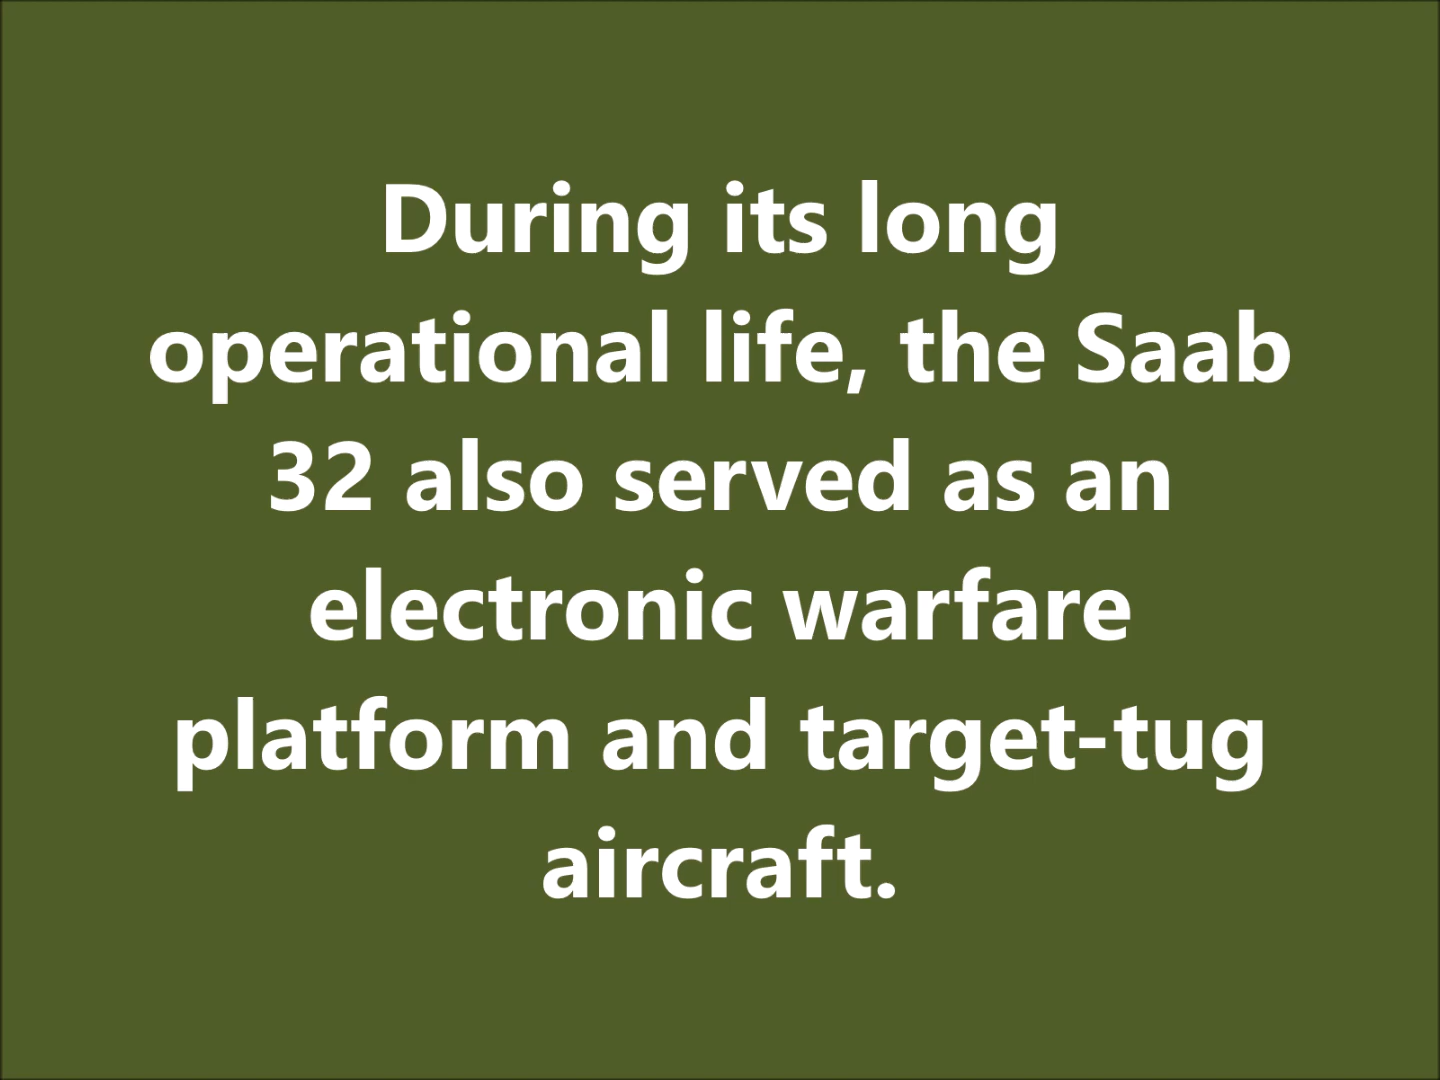 During its long
operational life, the Saab
32 also served as an
electronic warfare
platform and target-tug
aircraft.